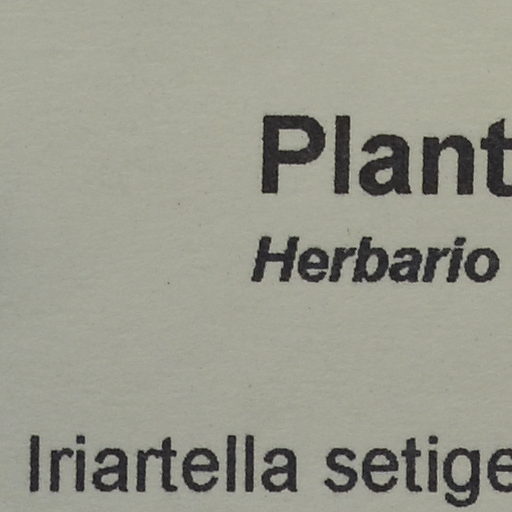 Plant
Herbario
Iriartella setige